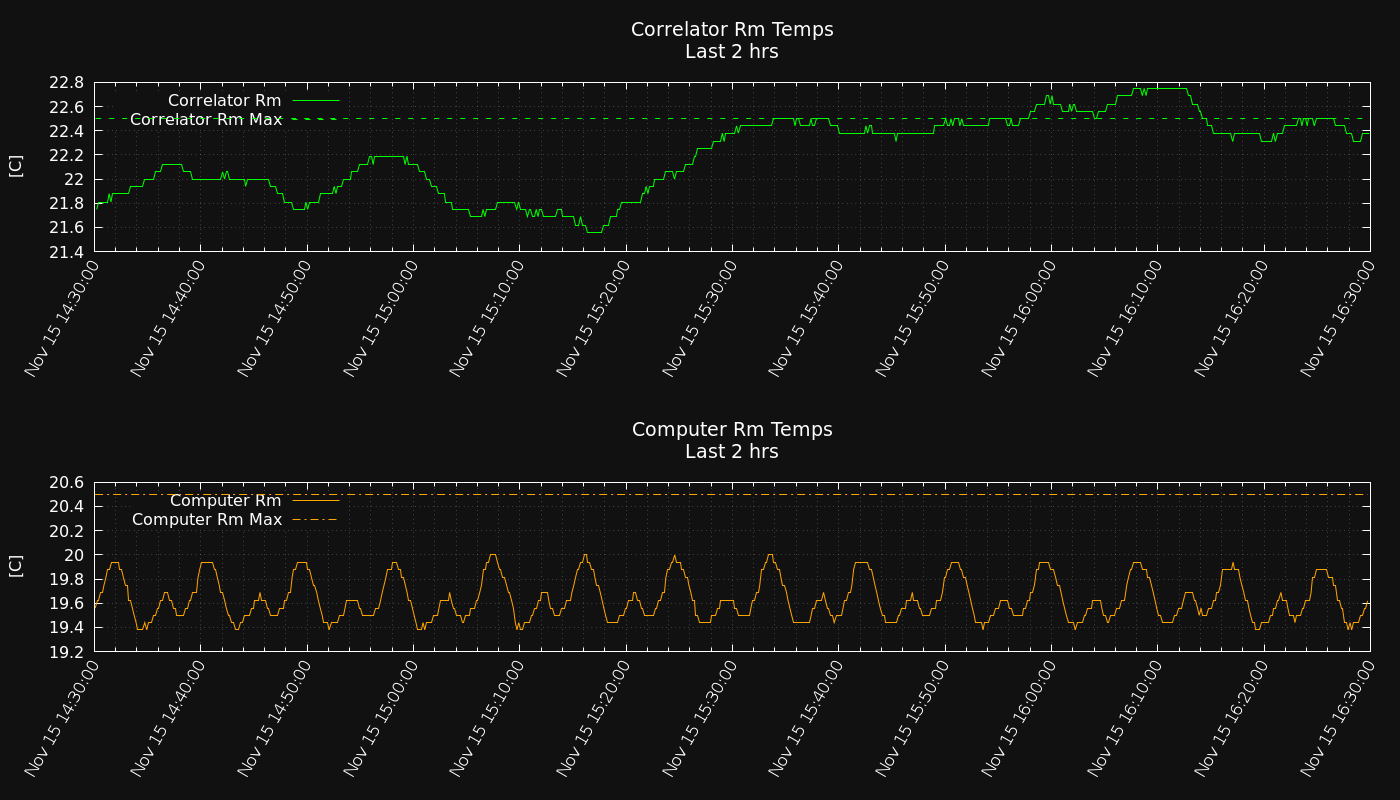 Correlator Rm Temps
Last 2 hrs
22.8
22.6
22.4
22.2
22
21.8
21.6
21.4
[C]
Correlator Rm
Correlator Rm Max
Nov 15 14:30:00
Nov 15 14:40:00
Nov 15 14:50:00
Nov 15 15:00:00
Nov 15 15:10:00
Nov 15 15:20:00
Nov 15 15:30:00
Nov 15 15:40:00
Nov 15 15:50:00
Nov 15 16:00:00
Nov 15 16:10:00
Nov 15 16:20:00
Nov 15 16:30:00
Computer Rm Temps
Last 2 hrs
20.6
20.4
20.2
20
19.8
19.6
19.4
19.2
[C]
Computer Rm
Computer Rm Max
Nov 15 14:30:00
Nov 15 14:40:00
Nov 15 14:50:00
Nov 15 15:00:00
Nov 15 15:10:00
Nov 15 15:20:00
Nov 15 15:30:00
Nov 15 15:40:00
Nov 15 15:50:00
Nov 15 16:00:00
Nov 15 16:10:00
Nov 15 16:20:00
Nov 15 16:30:00